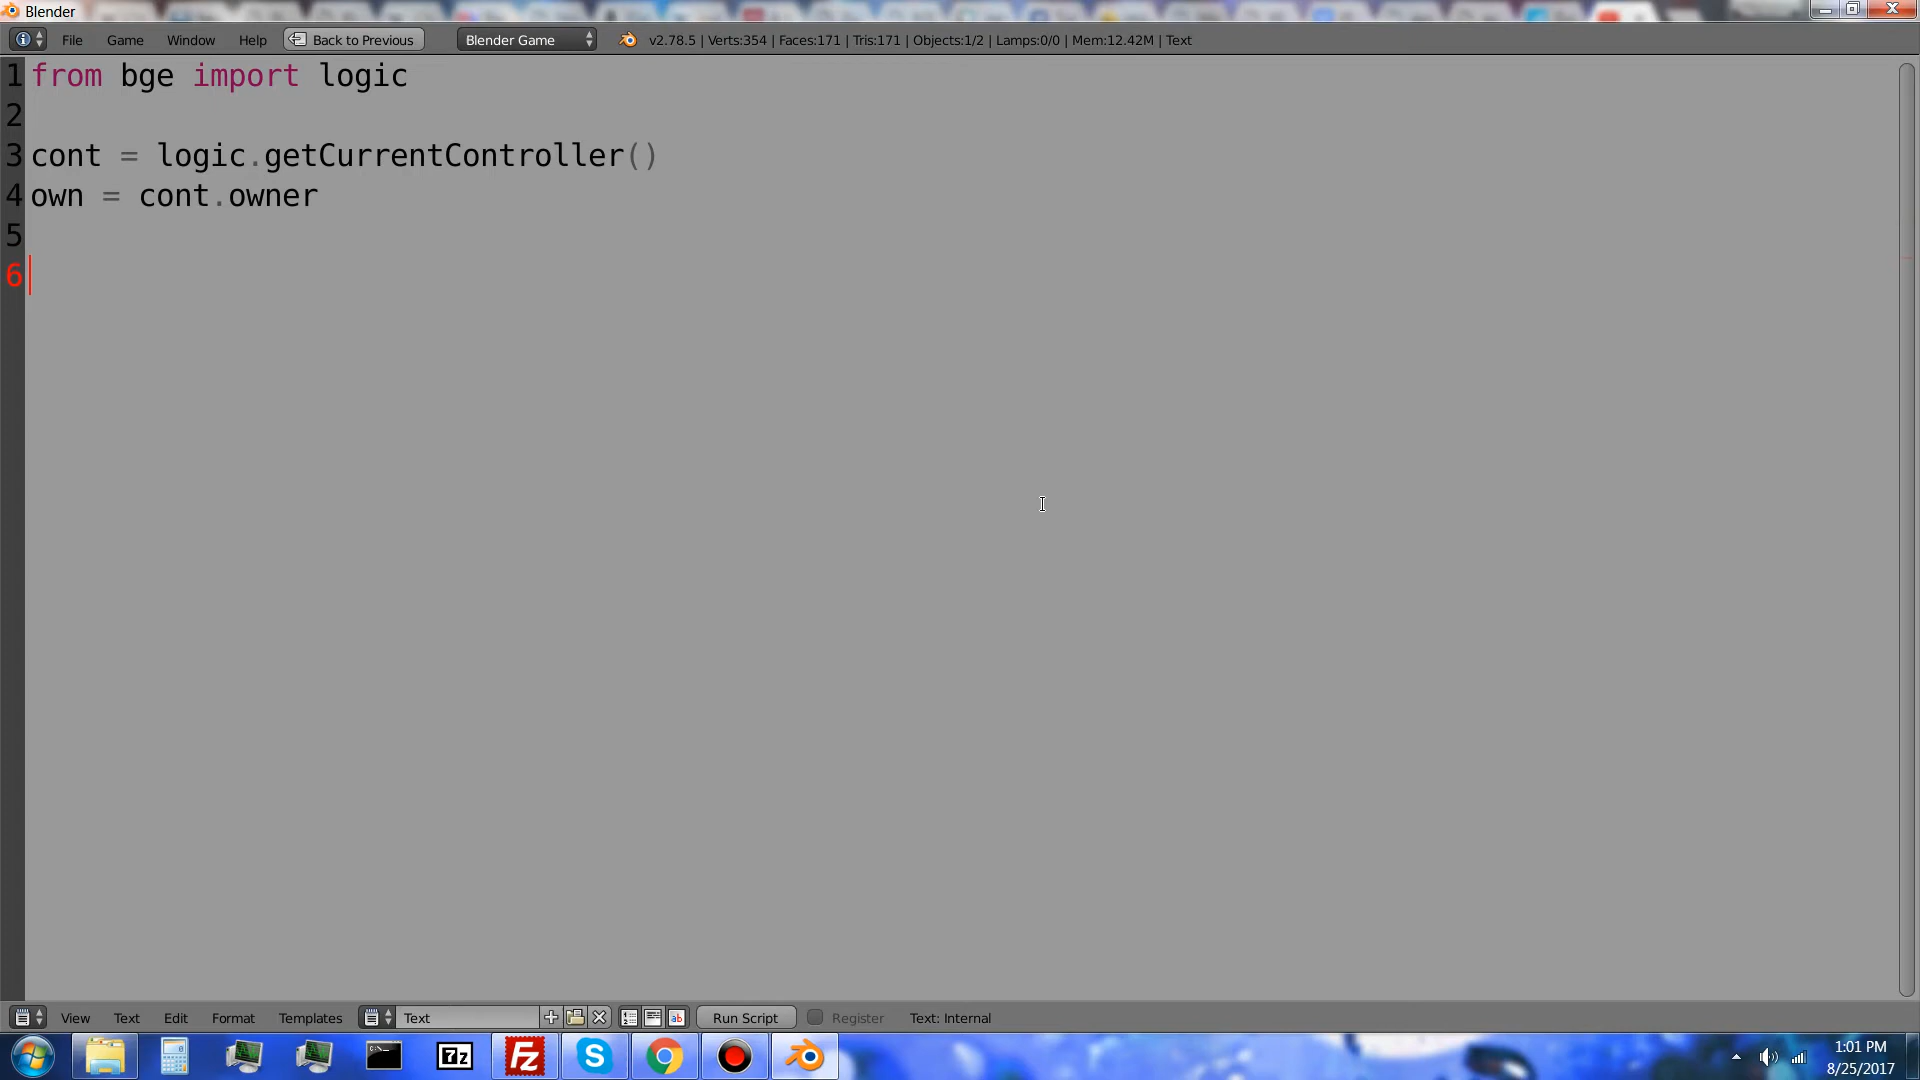 Blender
File Game Window Help Back to Previous Blender Game v2.78.5 | Verts:354 | Faces:171 | Tris:171 | Objects:1/2 | Lamps:0/0 | Mem:12.42M | Text
1 from bge import logic
2
3 cont = logic.getCurrentController()
4 own = cont.owner
5
6
View Text Edit Format Templates Text Run Script Register Text: Internal
7z Fz S
1:01 PM
8/25/2017